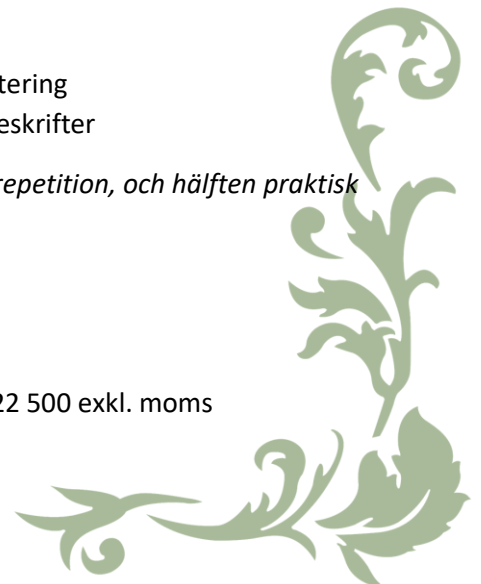 tering
eskrifter
repetition, och hälften praktisk
22 500 exkl. moms